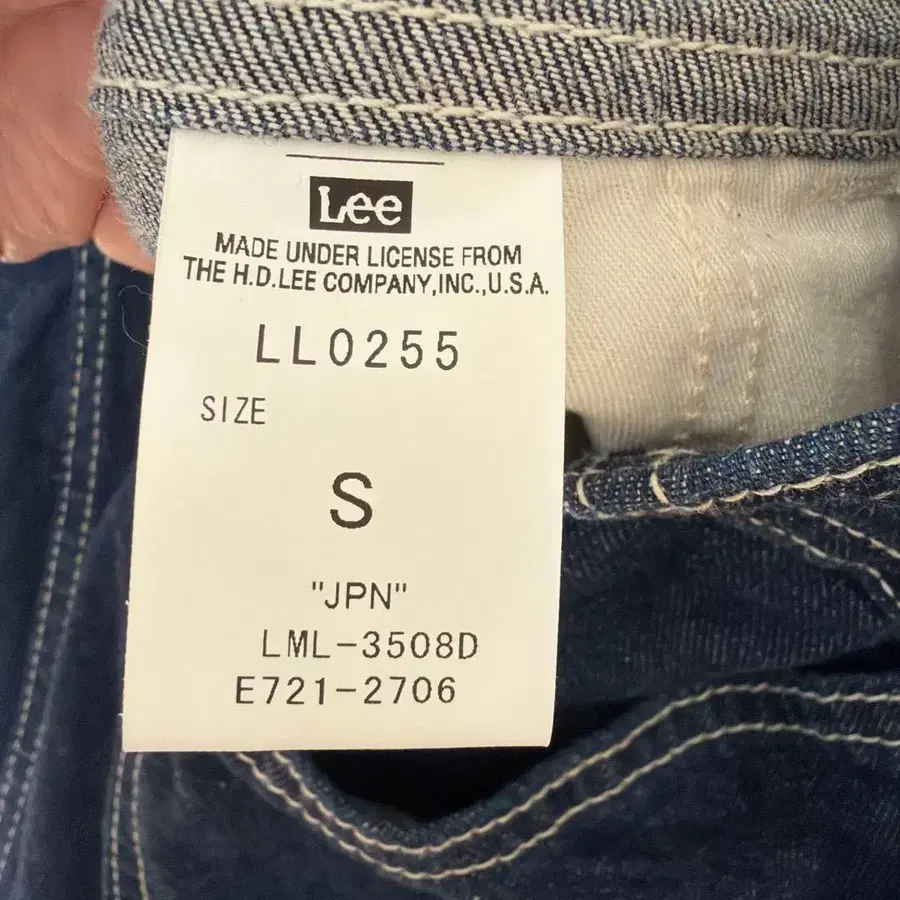 Lee
MADE UNDER LICENSE FROM
THE H.D.LEE COMPANY,INC.,U.S.A.
LL0255
SIZE
S
"JPN"
LML-3508D
E721-2706